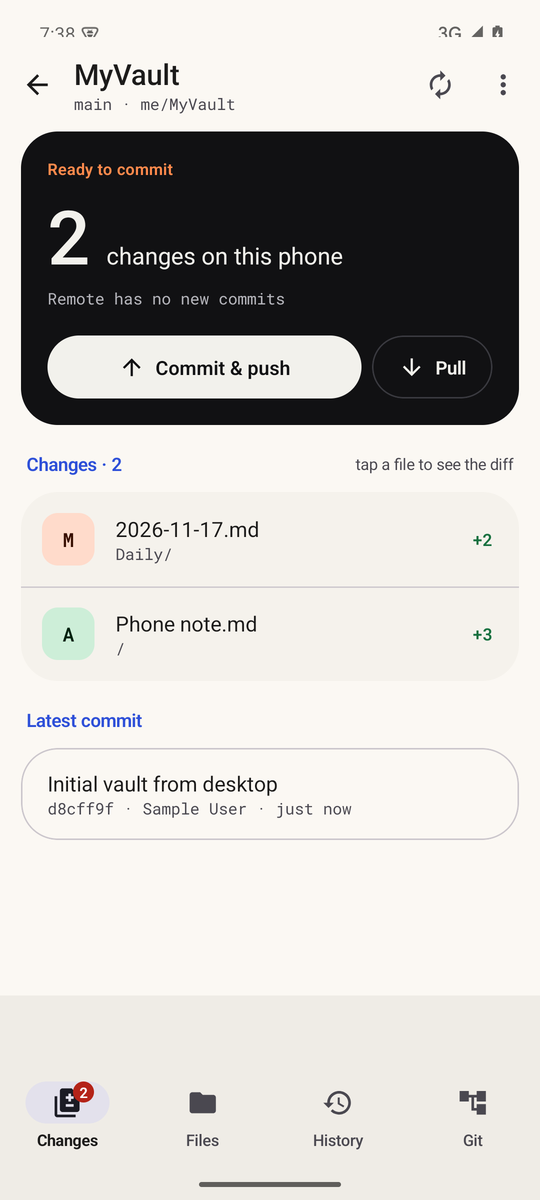 7:38
3G
MyVault
main · me/MyVault
Ready to commit
2 changes on this phone
Remote has no new commits
Commit & push
Pull
Changes · 2
tap a file to see the diff
M
2026-11-17.md
Daily/
+2
A
Phone note.md
/
+3
Latest commit
Initial vault from desktop
d8cff9f · Sample User · just now
2
Changes
Files
History
Git